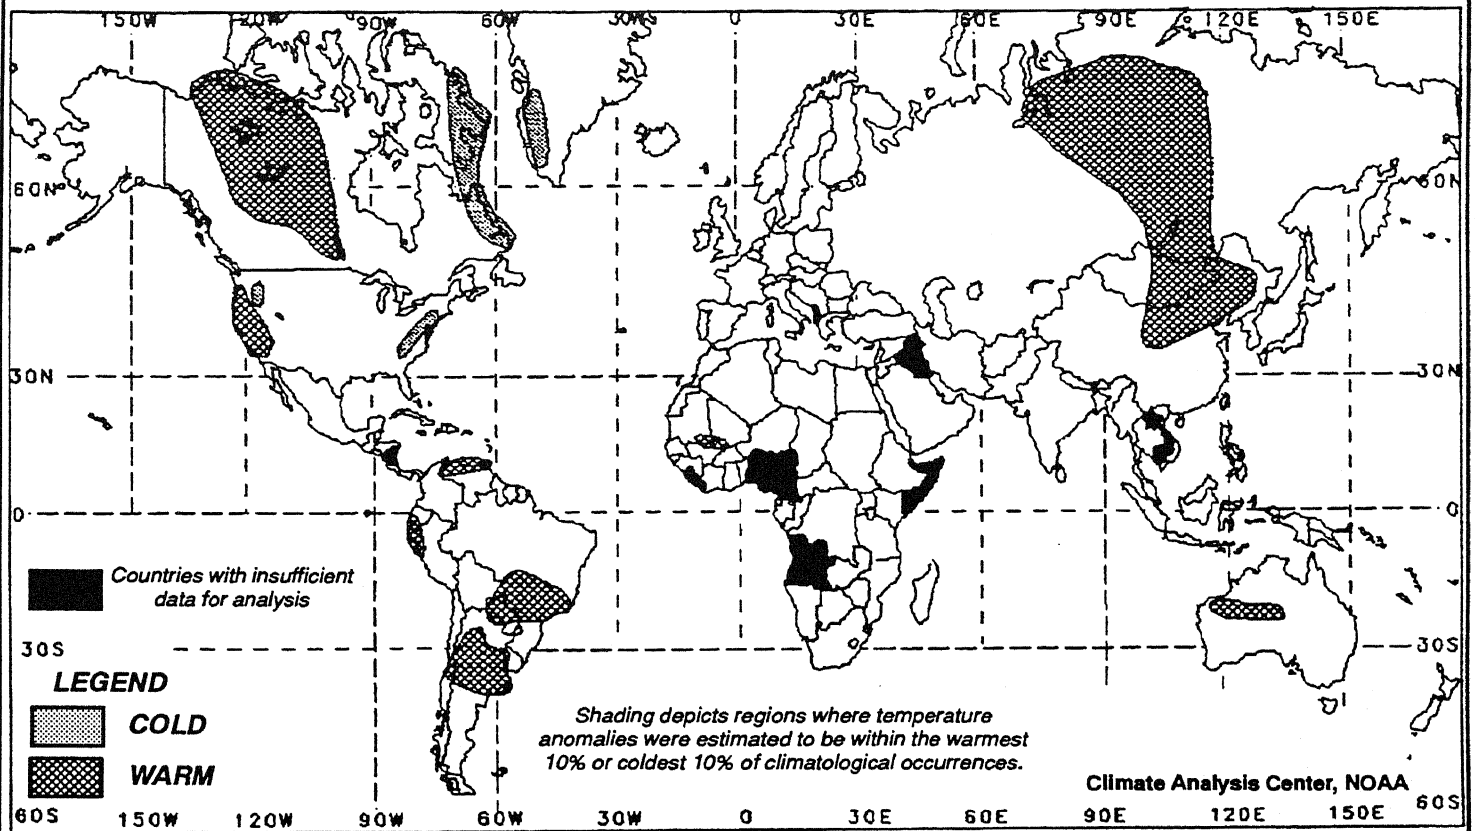 150W 120W 90W 60W 30W 0 30E 60E 90E 120E 150E
60N 60N
30N 30N
0 0
Countries with insufficient
data for analysis
30S 30S
LEGEND
COLD
WARM
Shading depicts regions where temperature
anomalies were estimated to be within the warmest
10% or coldest 10% of climatological occurrences.
Climate Analysis Center, NOAA
60S 60S
150W 120W 90W 60W 30W 0 30E 60E 90E 120E 150E